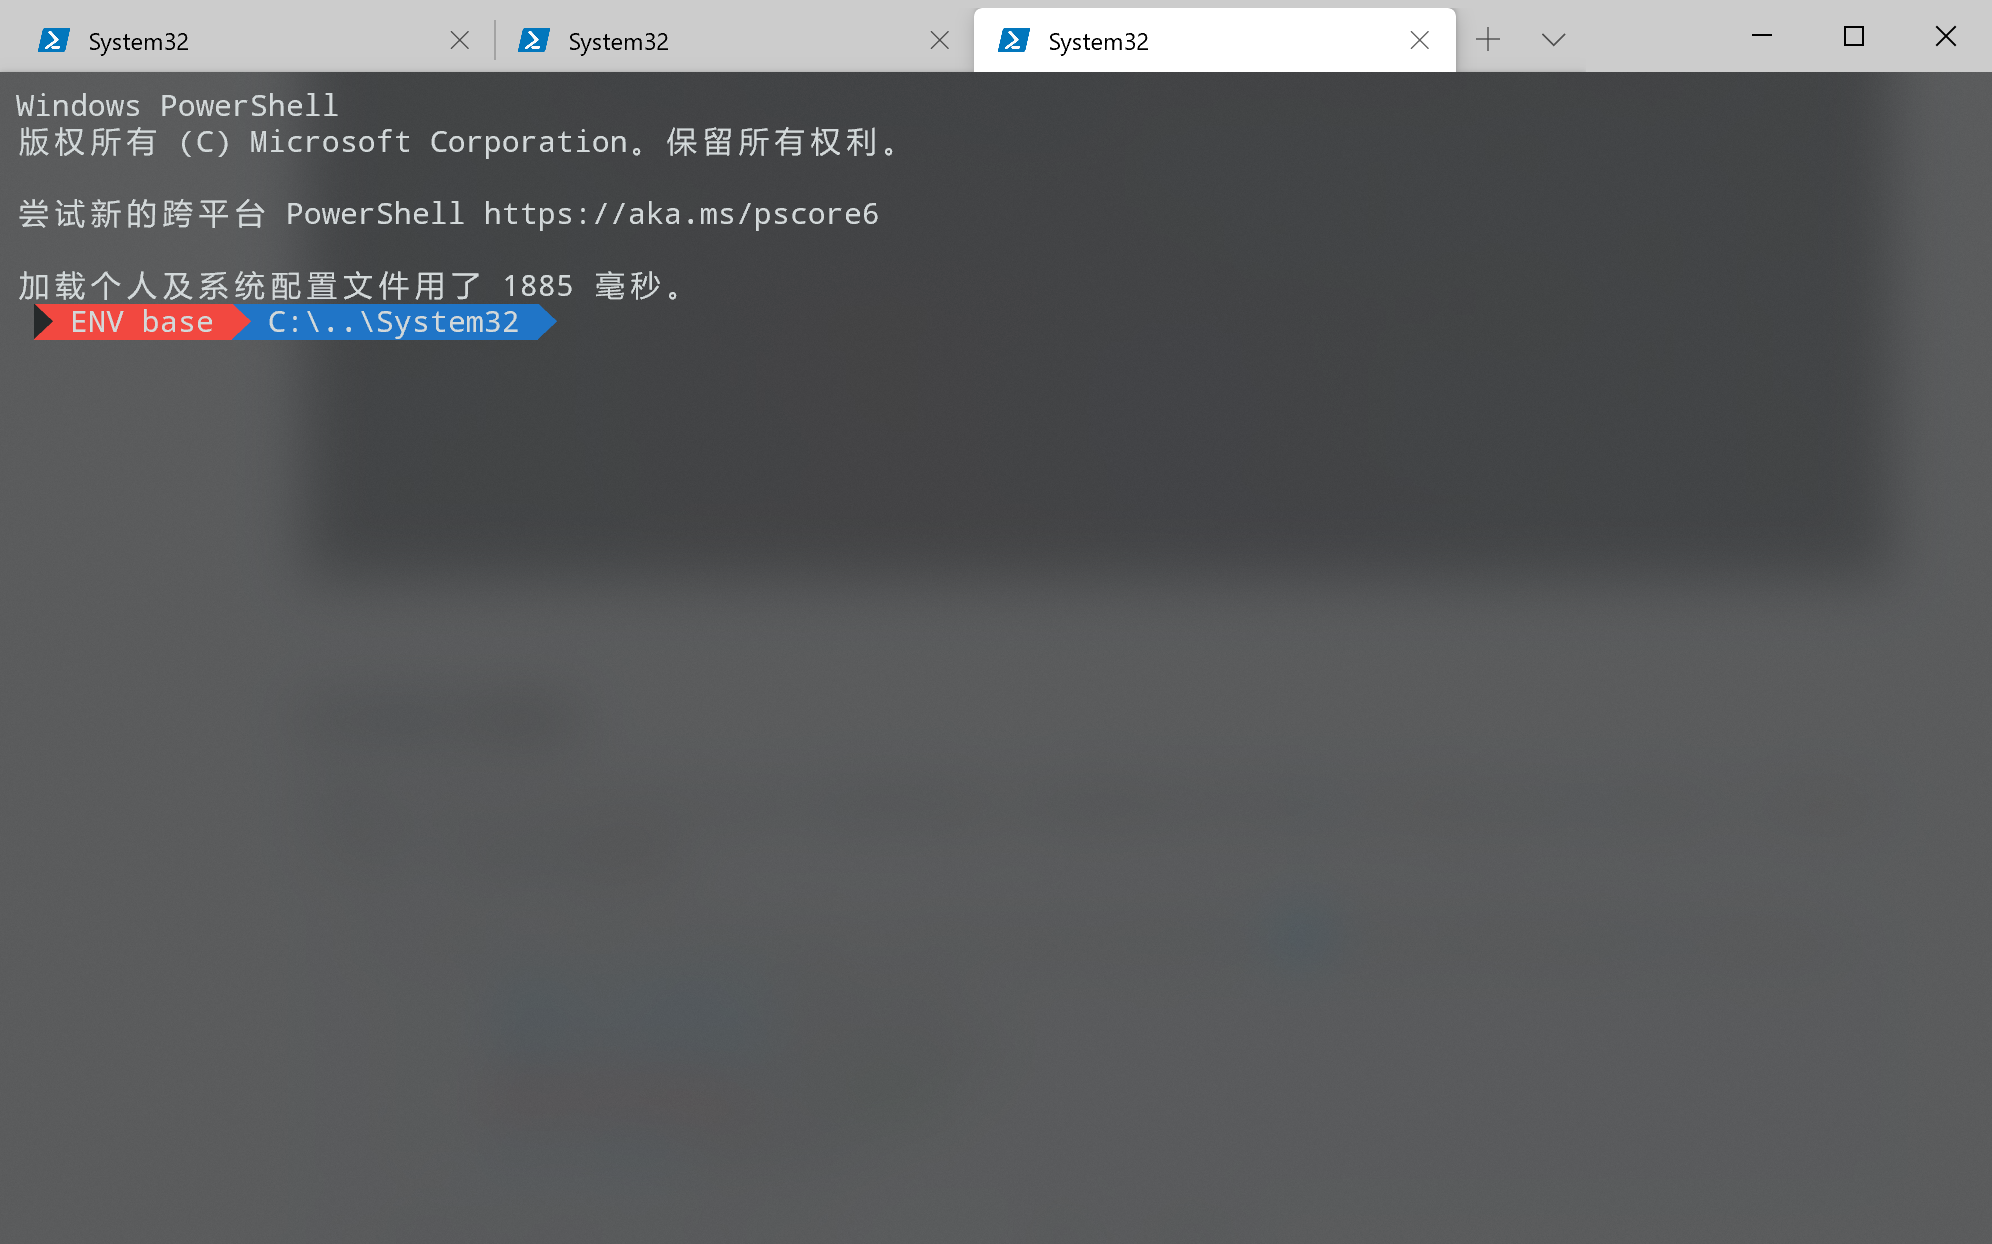 System32
System32
System32
Windows PowerShell
版权所有 (C) Microsoft Corporation。保留所有权利。
尝试新的跨平台 PowerShell https://aka.ms/pscore6
加载个人及系统配置文件用了 1885 毫秒。
ENV base C:\..\System32